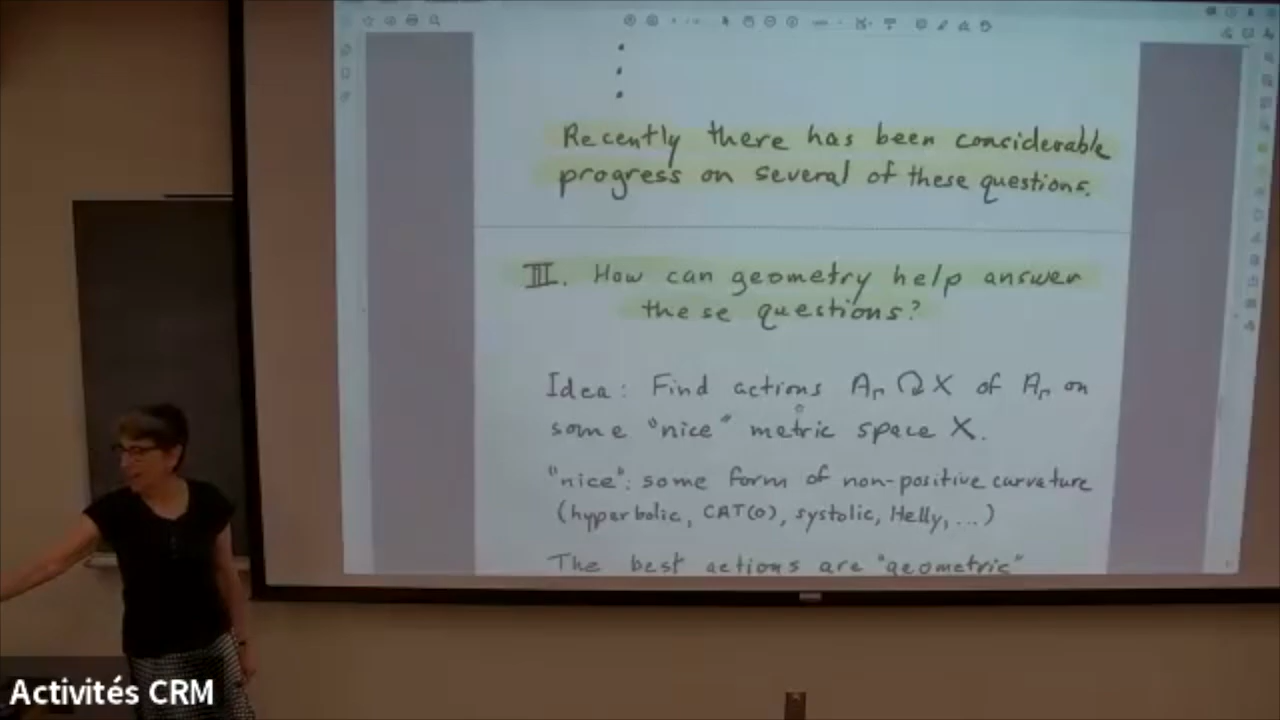 Recently there has been considerable
progress on several of these questions.
III. How can geometry help answer
these questions?
Idea: Find actions A_Γ ↷ X of A_Γ on
some "nice" metric space X.
"nice": some form of non-positive curvature
(hyperbolic, CAT(0), systolic, Helly, ...)
The best actions are "geometric"
Activités CRM